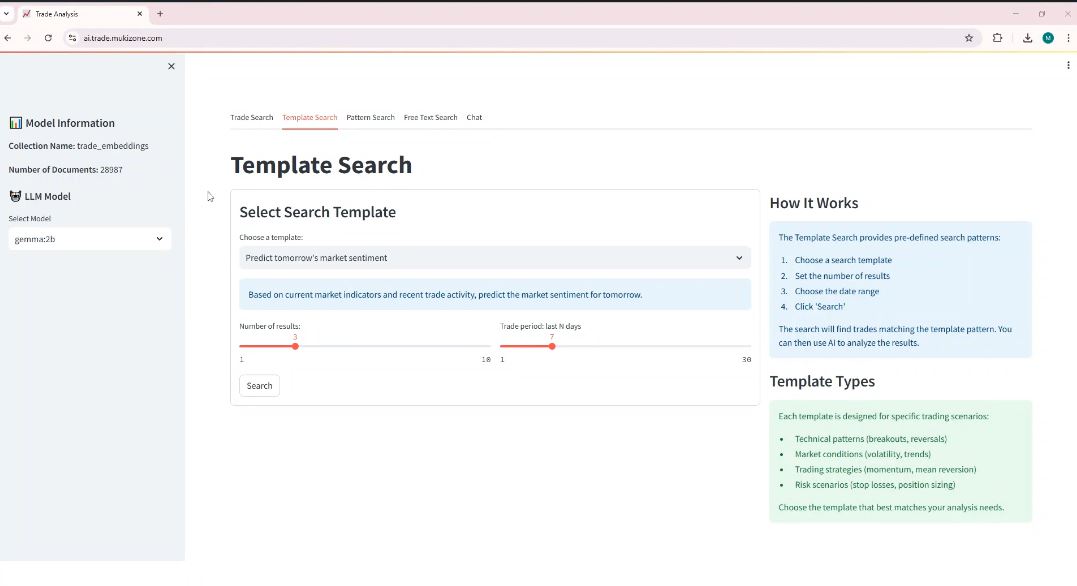 Trade Analysis
ai.trade.mukizone.com
M
Model Information
Collection Name: trade_embeddings
Number of Documents: 28987
LLM Model
Select Model
gemma:2b
Trade Search Template Search Pattern Search Free Text Search Chat
Template Search
Select Search Template
Choose a template:
Predict tomorrow's market sentiment
Based on current market indicators and recent trade activity, predict the market sentiment for tomorrow.
Number of results:
3
1 10
Trade period: last N days
7
1 30
Search
How It Works
The Template Search provides pre-defined search patterns:
1. Choose a search template
2. Set the number of results
3. Choose the date range
4. Click 'Search'
The search will find trades matching the template pattern. You
can then use AI to analyze the results.
Template Types
Each template is designed for specific trading scenarios:
• Technical patterns (breakouts, reversals)
• Market conditions (volatility, trends)
• Trading strategies (momentum, mean reversion)
• Risk scenarios (stop losses, position sizing)
Choose the template that best matches your analysis needs.